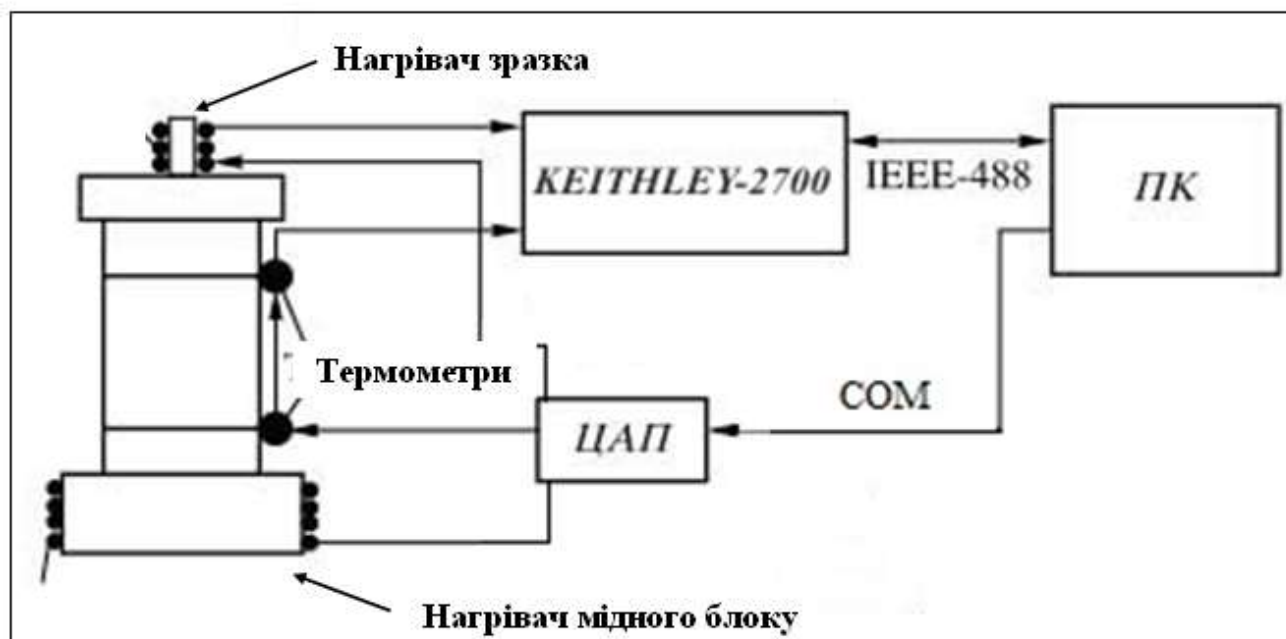 Нагрівач зразка
KEITHLEY-2700
IEEE-488
ПК
Термометри
COM
ЦАП
Нагрівач мідного блоку